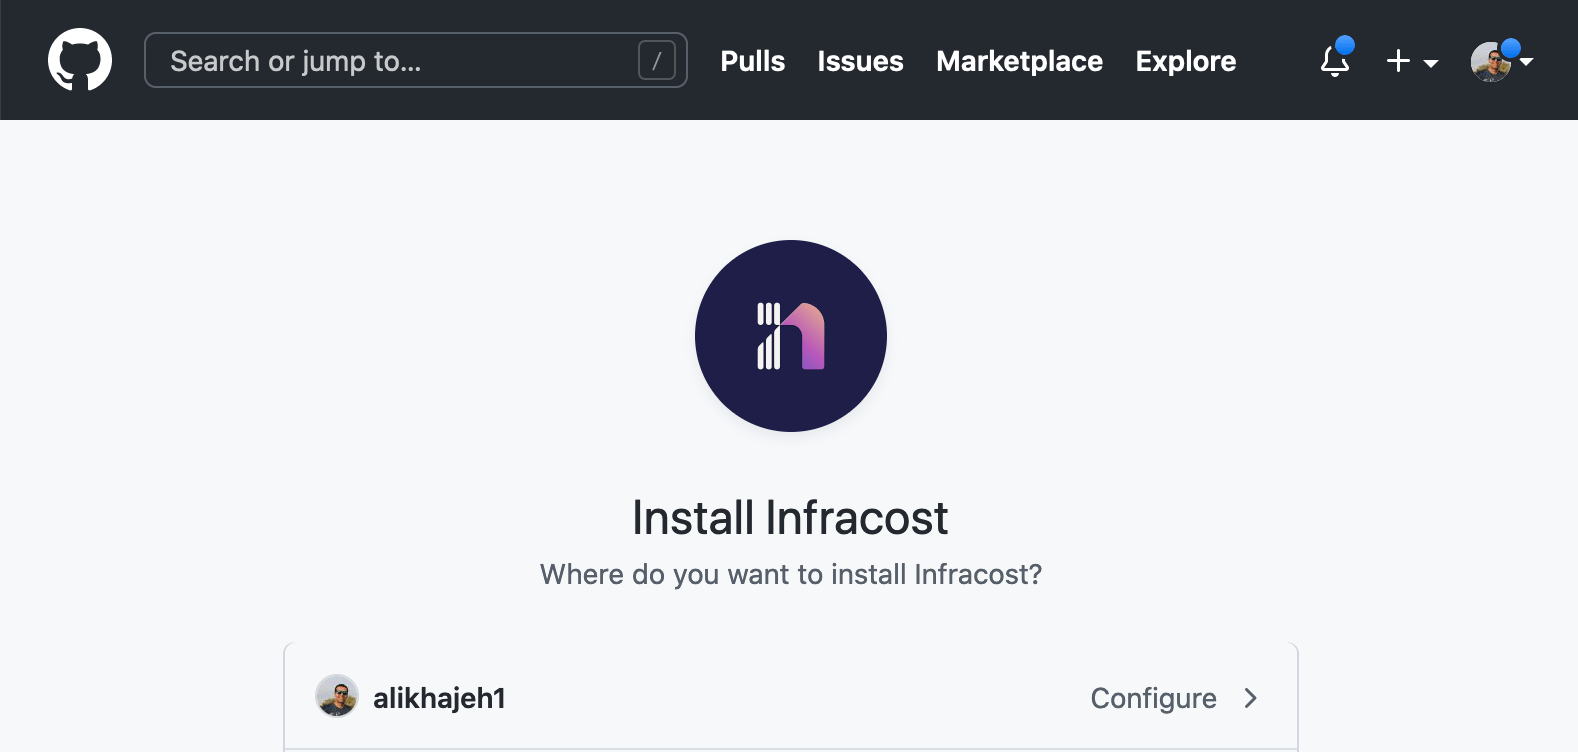 Search or jump to... /
Pulls Issues Marketplace Explore
Install Infracost
Where do you want to install Infracost?
alikhajeh1 Configure